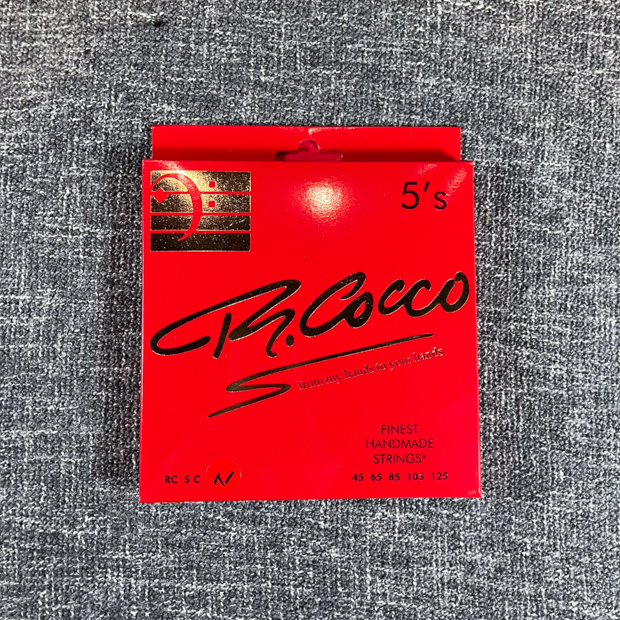 5's
R. Cocco
from my hands to your hands
FINEST
HANDMADE
STRINGS®
RC 5 C N
45 65 85 105 125